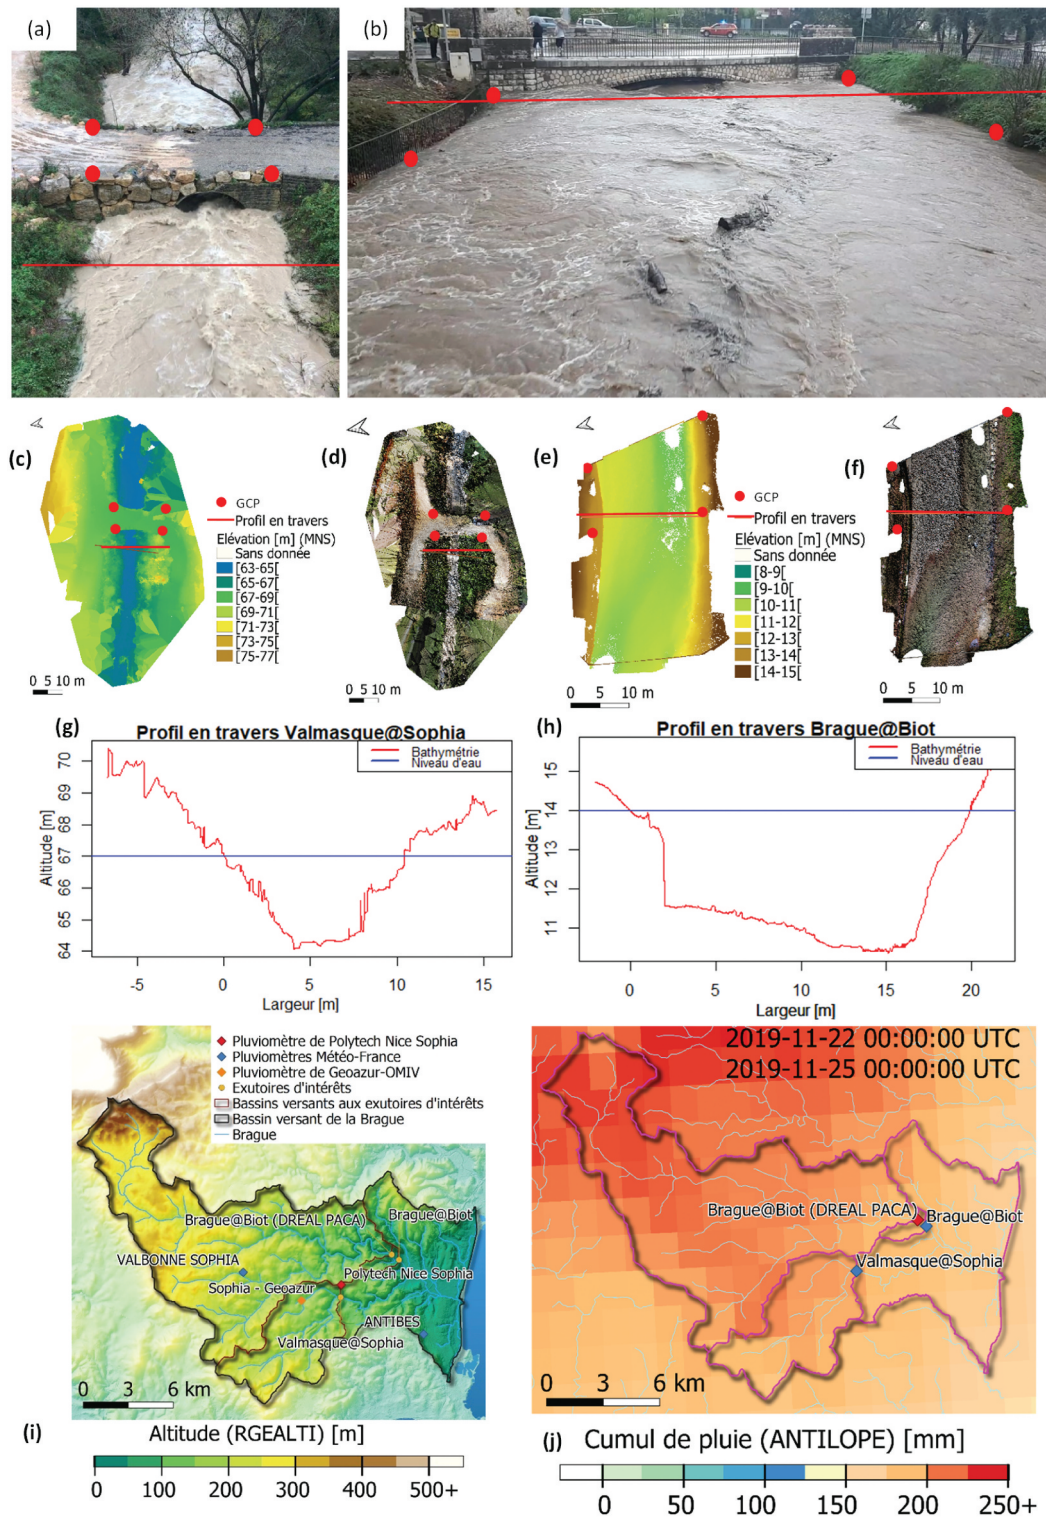 (a)
(b)
(c)
GCP
Profil en travers
Elévation [m] (MNS)
Sans donnée
[63-65[
[65-67[
[67-69[
[69-71[
[71-73[
[73-75[
[75-77[
0 5 10 m
(d)
0 5 10 m
(e)
GCP
Profil en travers
Elévation [m] (MNS)
Sans donnée
[8-9[
[9-10[
[10-11[
[11-12[
[12-13[
[13-14[
[14-15[
0 5 10 m
(f)
0 5 10 m
(g)
Profil en travers Valmasque@Sophia
Bathymétrie
Niveau d'eau
Altitude [m]
70
69
68
67
66
65
64
-5 0 5 10 15
Largeur [m]
(h)
Profil en travers Brague@Biot
Bathymétrie
Niveau d'eau
Altitude [m]
15
14
13
12
11
0 5 10 15 20
Largeur [m]
Pluviomètre de Polytech Nice Sophia
Pluviomètres Météo-France
Pluviomètre de Geoazur-OMIV
Exutoires d'intérêts
Bassins versants aux exutoires d'intérêts
Bassin versant de la Brague
Brague
Brague@Biot (DREAL PACA)
Brague@Biot
VALBONNE SOPHIA
Polytech Nice Sophia
Sophia - Geoazur
ANTIBES
Valmasque@Sophia
0 3 6 km
(i)
Altitude (RGEALTI) [m]
0 100 200 300 400 500+
2019-11-22 00:00:00 UTC
2019-11-25 00:00:00 UTC
Brague@Biot (DREAL PACA)
Brague@Biot
Valmasque@Sophia
0 3 6 km
(j)
Cumul de pluie (ANTILOPE) [mm]
0 50 100 150 200 250+